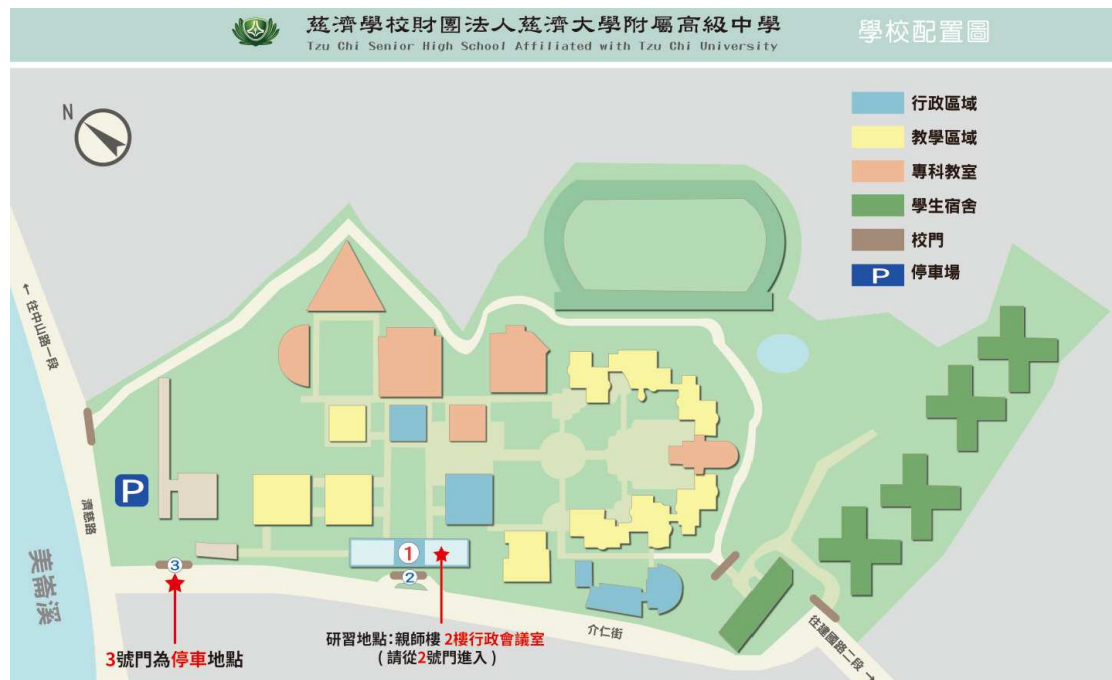 慈濟學校財團法人慈濟大學附屬高級中學
Tzu Chi Senior High School Affiliated with Tzu Chi University
學校配置圖
N
行政區域
教學區域
專科教室
學生宿舍
校門
P 停車場
← 往中山路一段
P
濟慈路
美崙溪
3
1
2
介仁街
往建國路二段 →
3號門為停車地點
研習地點:親師樓 2樓行政會議室
(請從2號門進入)